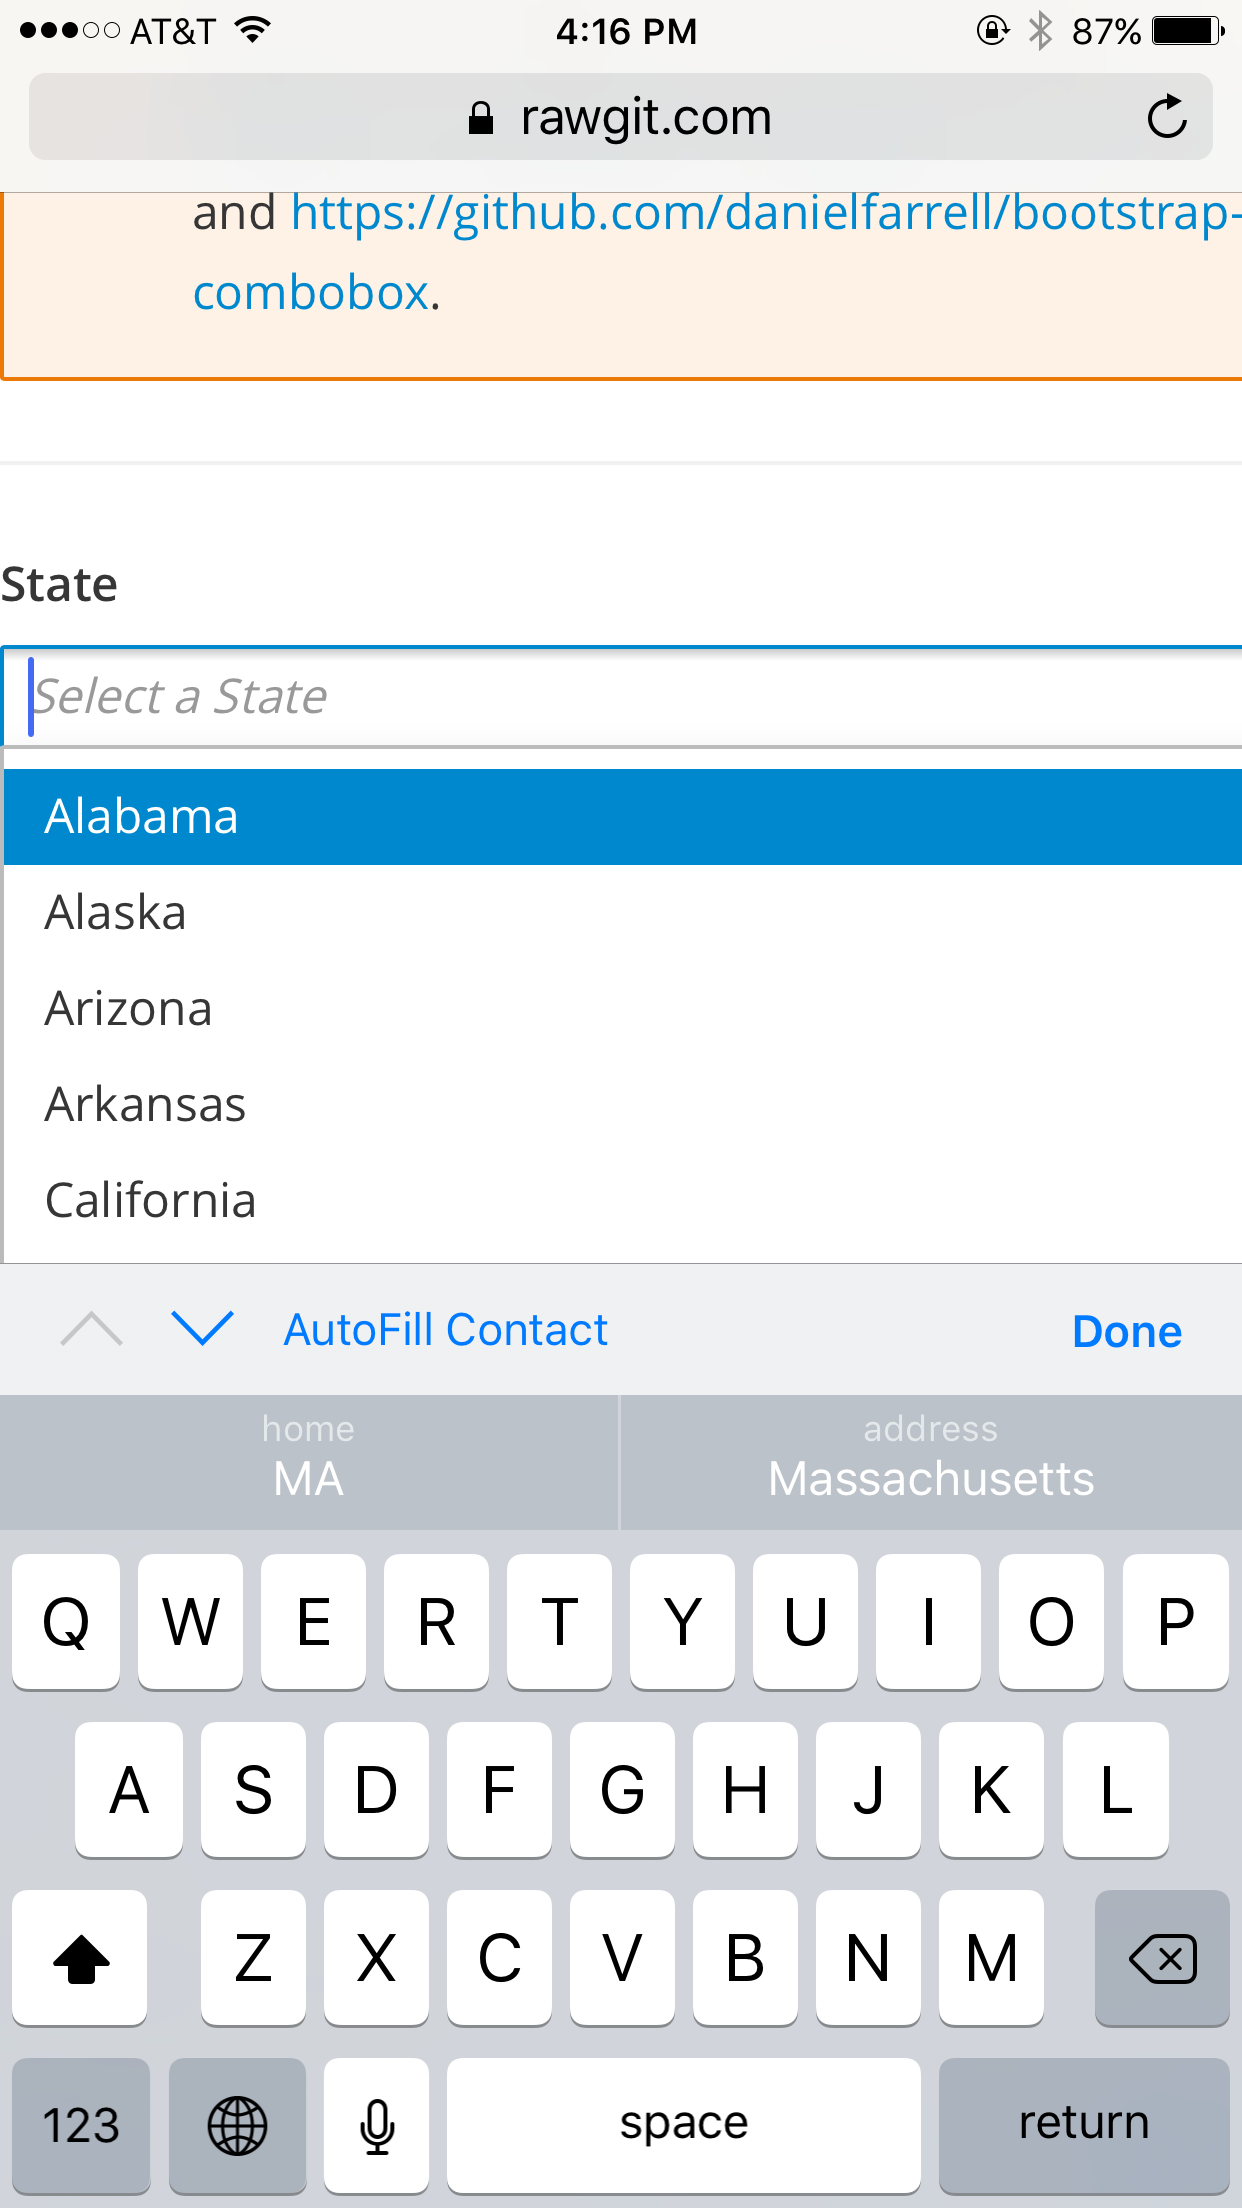 AT&T 4:16 PM 87%
rawgit.com
and https://github.com/danielfarrell/bootstrap-
combobox.
State
Select a State
Alabama
Alaska
Arizona
Arkansas
California
AutoFill Contact Done
home address
MA Massachusetts
Q W E R T Y U I O P
A S D F G H J K L
Z X C V B N M
123 space return